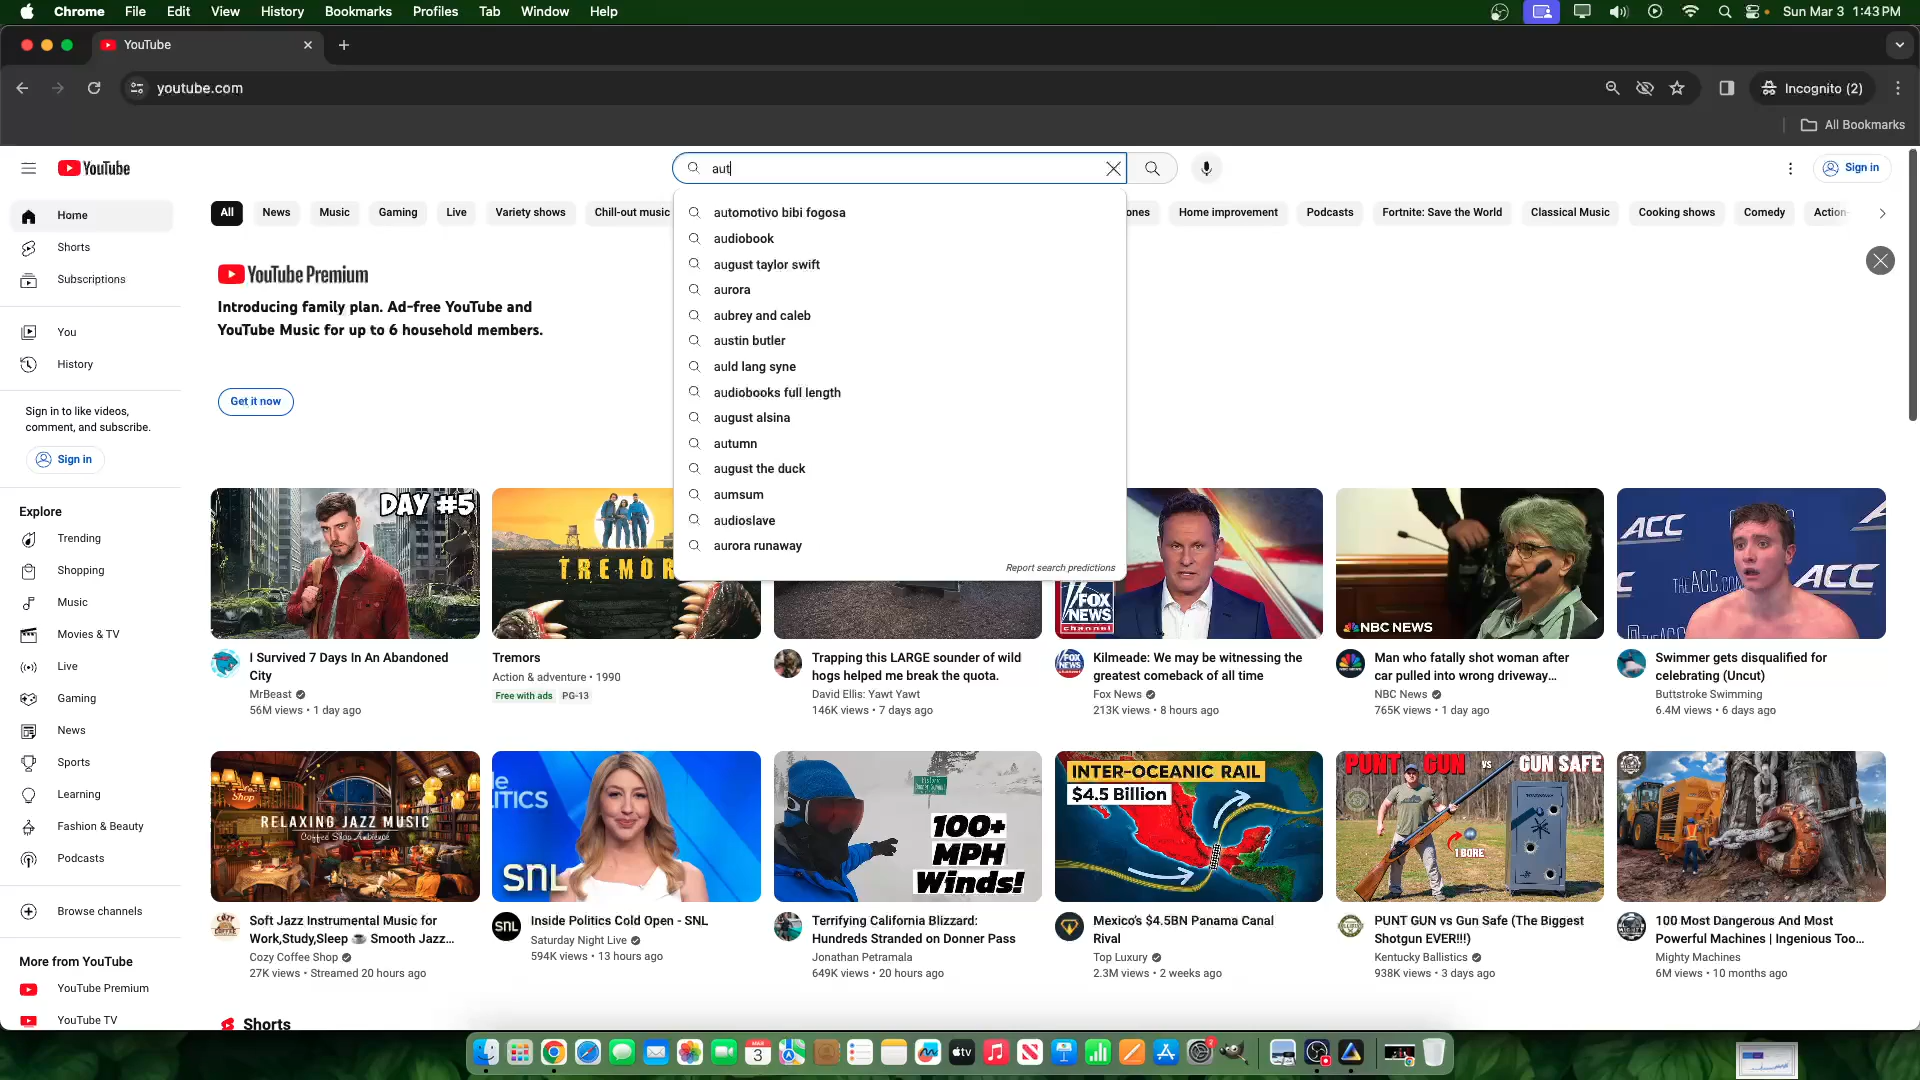 Chrome File Edit View History Bookmarks Profiles Tab Window Help Sun Mar 3 1:43 PM
YouTube
youtube.com Incognito (2)
All Bookmarks
YouTube aut Sign in
Home
Shorts
Subscriptions
You
History
Sign in to like videos,
comment, and subscribe.
Sign in
Explore
Trending
Shopping
Music
Movies & TV
Live
Gaming
News
Sports
Learning
Fashion & Beauty
Podcasts
Browse channels
More from YouTube
YouTube Premium
YouTube TV
All News Music Gaming Live Variety shows Chill-out music ones Home improvement Podcasts Fortnite: Save the World Classical Music Cooking shows Comedy Action-
automotivo bibi fogosa
audiobook
august taylor swift
aurora
aubrey and caleb
austin butler
auld lang syne
audiobooks full length
august alsina
autumn
august the duck
aumsum
audioslave
aurora runaway
Report search predictions
YouTube Premium
Introducing family plan. Ad-free YouTube and
YouTube Music for up to 6 household members.
Get it now
DAY #5
I Survived 7 Days In An Abandoned
City
MrBeast
56M views • 1 day ago
TREMOR
Tremors
Action & adventure • 1990
Free with ads PG-13
Trapping this LARGE sounder of wild
hogs helped me break the quota.
David Ellis: Yawt Yawt
146K views • 7 days ago
FOX
NEWS
channel
Kilmeade: We may be witnessing the
greatest comeback of all time
Fox News
213K views • 8 hours ago
NBC NEWS
Man who fatally shot woman after
car pulled into wrong driveway…
NBC News
765K views • 1 day ago
ACC
theACC.com
ACC
Swimmer gets disqualified for
celebrating (Uncut)
Buttstroke Swimming
6.4M views • 6 days ago
Shop
RELAXING JAZZ MUSIC
Coffee Shop Ambience
Soft Jazz Instrumental Music for
Work,Study,Sleep ☕ Smooth Jazz…
Cozy Coffee Shop
27K views • Streamed 20 hours ago
ITICS
SNL
SNL
Inside Politics Cold Open - SNL
Saturday Night Live
594K views • 13 hours ago
100+
MPH
Winds!
Terrifying California Blizzard:
Hundreds Stranded on Donner Pass
Jonathan Petramala
649K views • 20 hours ago
INTER-OCEANIC RAIL
$4.5 Billion
Mexico's $4.5BN Panama Canal
Rival
Top Luxury
2.3M views • 2 weeks ago
PUNT GUN vs GUN SAFE
1 BORE
PUNT GUN vs Gun Safe (The Biggest
Shotgun EVER!!!)
Kentucky Ballistics
938K views • 3 days ago
100 Most Dangerous And Most
Powerful Machines | Ingenious Too…
Mighty Machines
6M views • 10 months ago
Shorts